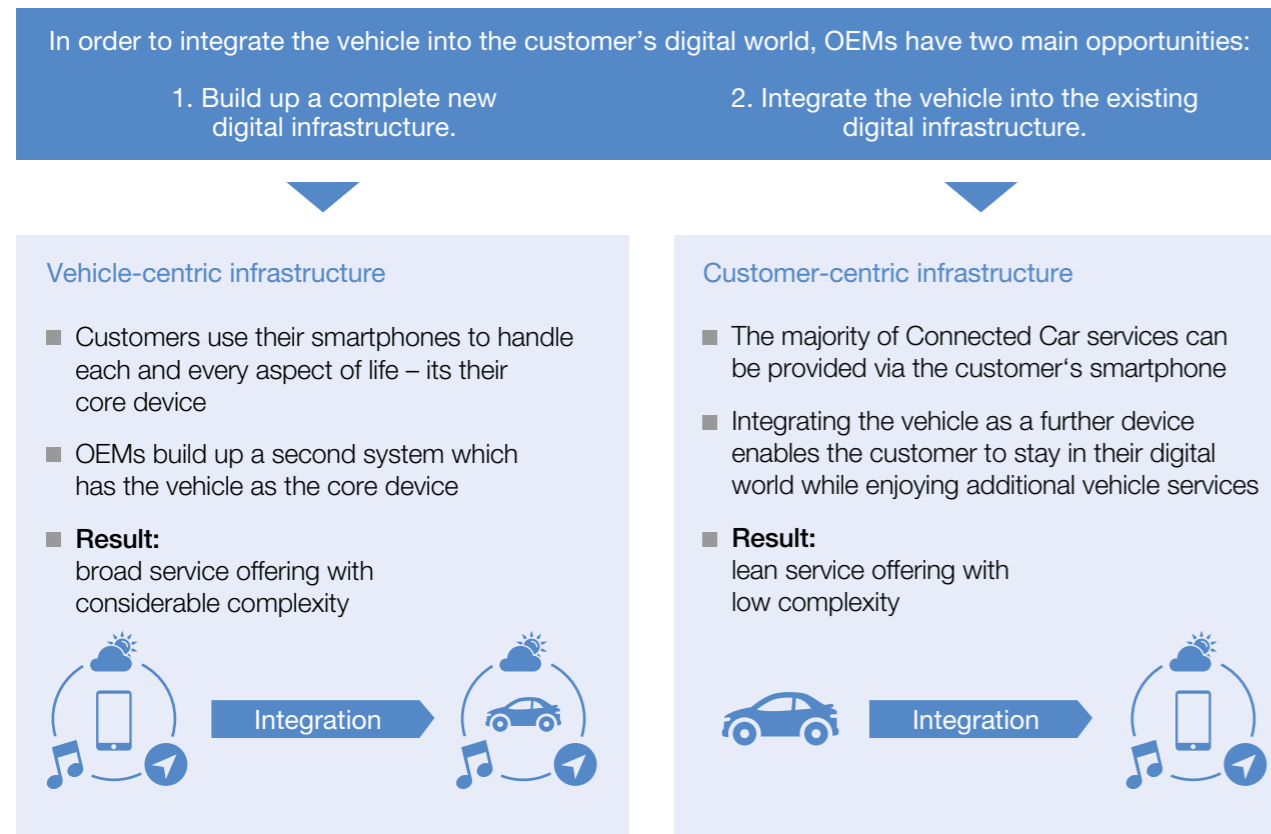 In order to integrate the vehicle into the customer’s digital world, OEMs have two main opportunities:
1. Build up a complete new
digital infrastructure.
2. Integrate the vehicle into the existing
digital infrastructure.
Vehicle-centric infrastructure
Customers use their smartphones to handle
each and every aspect of life – its their
core device
OEMs build up a second system which
has the vehicle as the core device
Result:
broad service offering with
considerable complexity
Integration
Customer-centric infrastructure
The majority of Connected Car services can
be provided via the customer‘s smartphone
Integrating the vehicle as a further device
enables the customer to stay in their digital
world while enjoying additional vehicle services
Result:
lean service offering with
low complexity
Integration